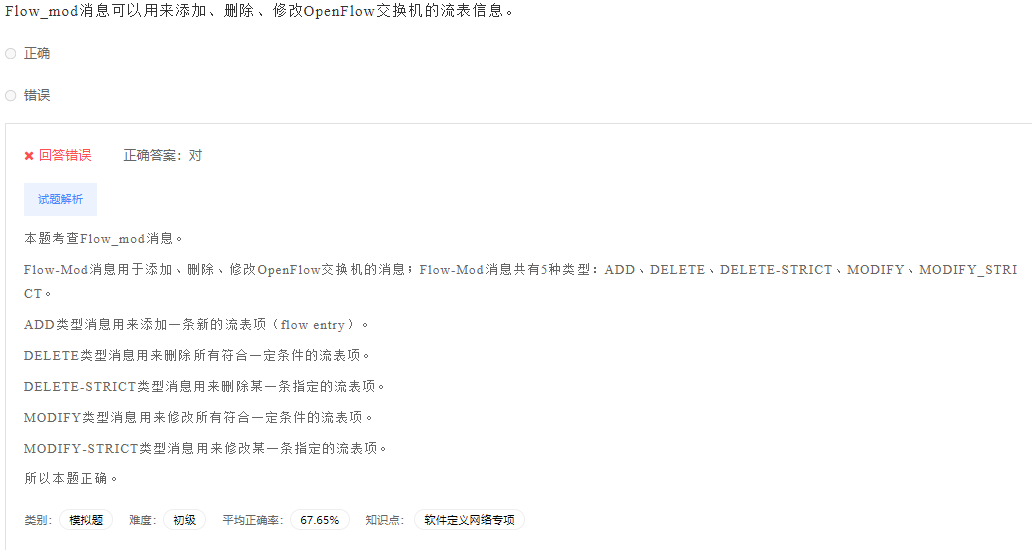 Flow_mod消息可以用来添加、删除、修改OpenFlow交换机的流表信息。
正确
错误
回答错误 正确答案：对
试题解析
本题考查Flow_mod消息。
Flow-Mod消息用于添加、删除、修改OpenFlow交换机的消息；Flow-Mod消息共有5种类型：ADD、DELETE、DELETE-STRICT、MODIFY、MODIFY_STRI
CT。
ADD类型消息用来添加一条新的流表项（flow entry）。
DELETE类型消息用来删除所有符合一定条件的流表项。
DELETE-STRICT类型消息用来删除某一条指定的流表项。
MODIFY类型消息用来修改所有符合一定条件的流表项。
MODIFY-STRICT类型消息用来修改某一条指定的流表项。
所以本题正确。
类别： 模拟题 难度： 初级 平均正确率： 67.65% 知识点： 软件定义网络专项